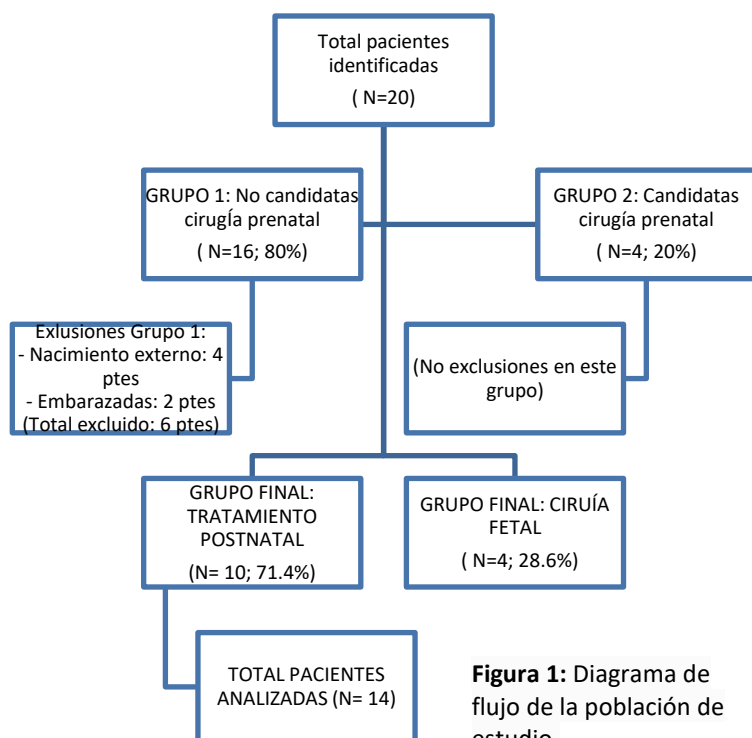 Total pacientes
identificadas
( N=20)
GRUPO 1: No candidatas
cirugÍa prenatal
( N=16; 80%)
GRUPO 2: Candidatas
cirugía prenatal
( N=4; 20%)
Exlusiones Grupo 1:
- Nacimiento externo: 4
ptes
- Embarazadas: 2 ptes
(Total excluido: 6 ptes)
(No exclusiones en este
grupo)
GRUPO FINAL:
TRATAMIENTO
POSTNATAL
(N= 10; 71.4%)
GRUPO FINAL: CIRUÍA
FETAL
( N=4; 28.6%)
TOTAL PACIENTES
ANALIZADAS (N= 14)
Figura 1: Diagrama de
flujo de la población de